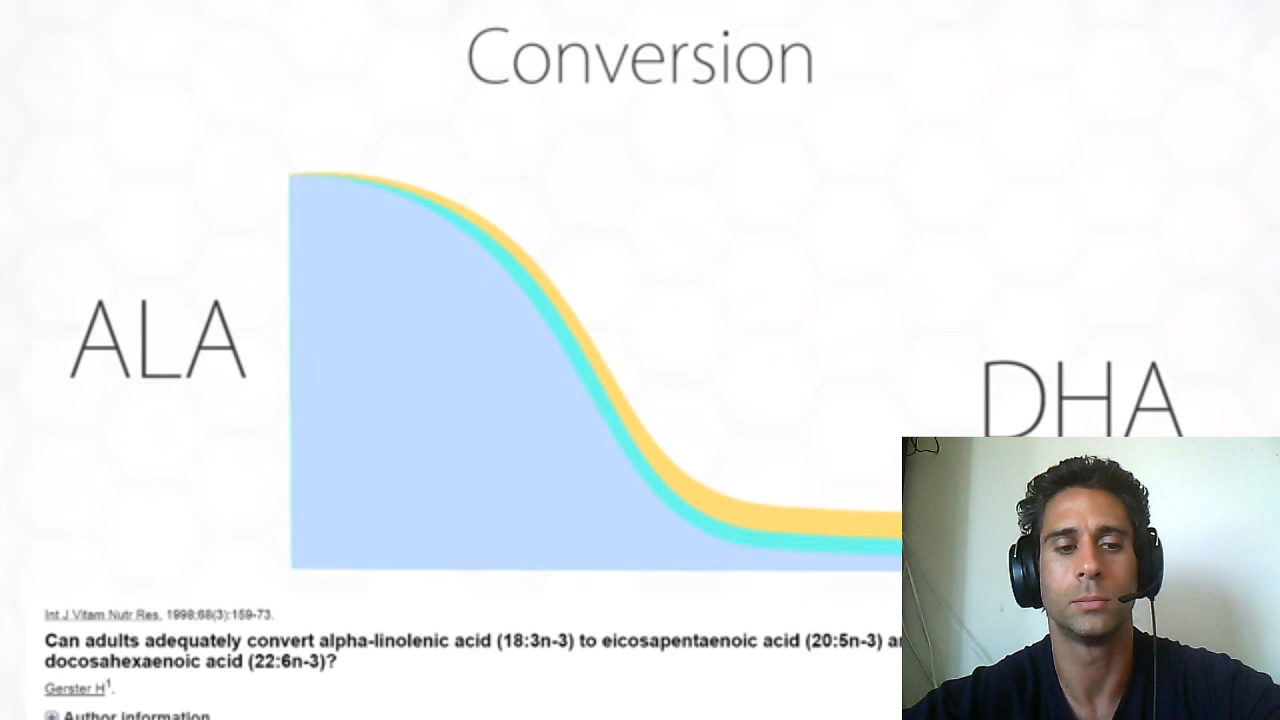 Conversion
ALA
DHA
Int J Vitam Nutr Res. 1998;68(3):159-73.
Can adults adequately convert alpha-linolenic acid (18:3n-3) to eicosapentaenoic acid (20:5n-3)
docosahexaenoic acid (22:6n-3)?
Gerster H1.
Author information